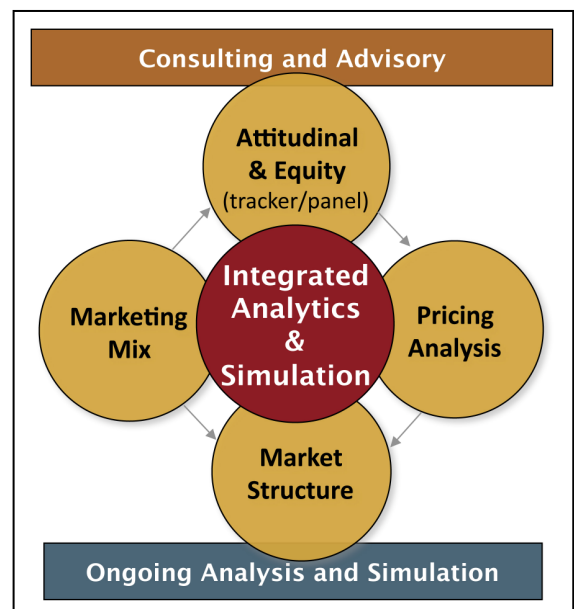 Consulting and Advisory
Attitudinal
& Equity
(tracker/panel)
Integrated
Analytics
&
Simulation
Marketing
Mix
Pricing
Analysis
Market
Structure
Ongoing Analysis and Simulation